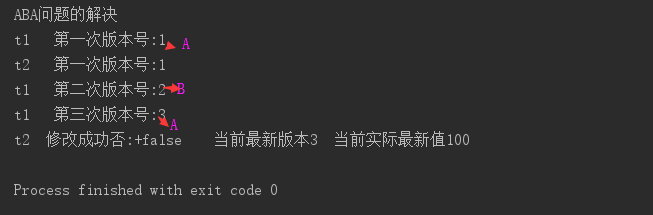 ABA问题的解决
t1 第一次版本号:1 A
t2 第一次版本号:1
t1 第二次版本号:2 B
t1 第三次版本号:3 A
t2 修改成功否:+false 当前最新版本3 当前实际最新值100
Process finished with exit code 0